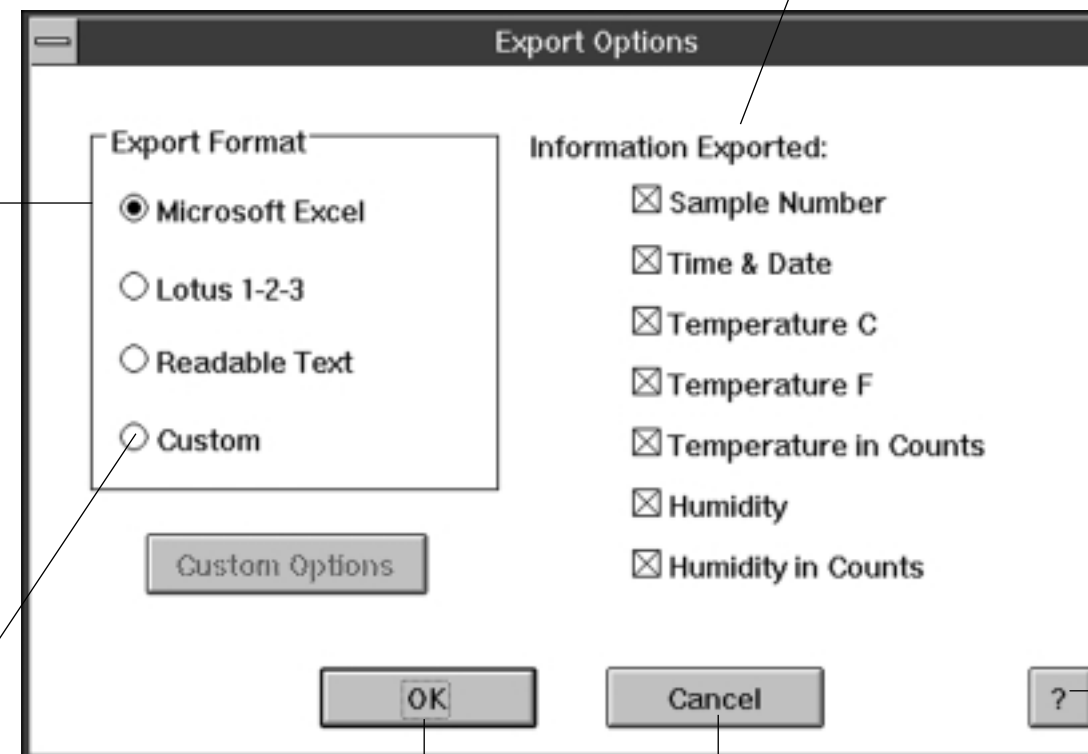 Export Options
Export Format
Microsoft Excel
Lotus 1-2-3
Readable Text
Custom
Custom Options
Information Exported:
Sample Number
Time & Date
Temperature C
Temperature F
Temperature in Counts
Humidity
Humidity in Counts
OK
Cancel
?